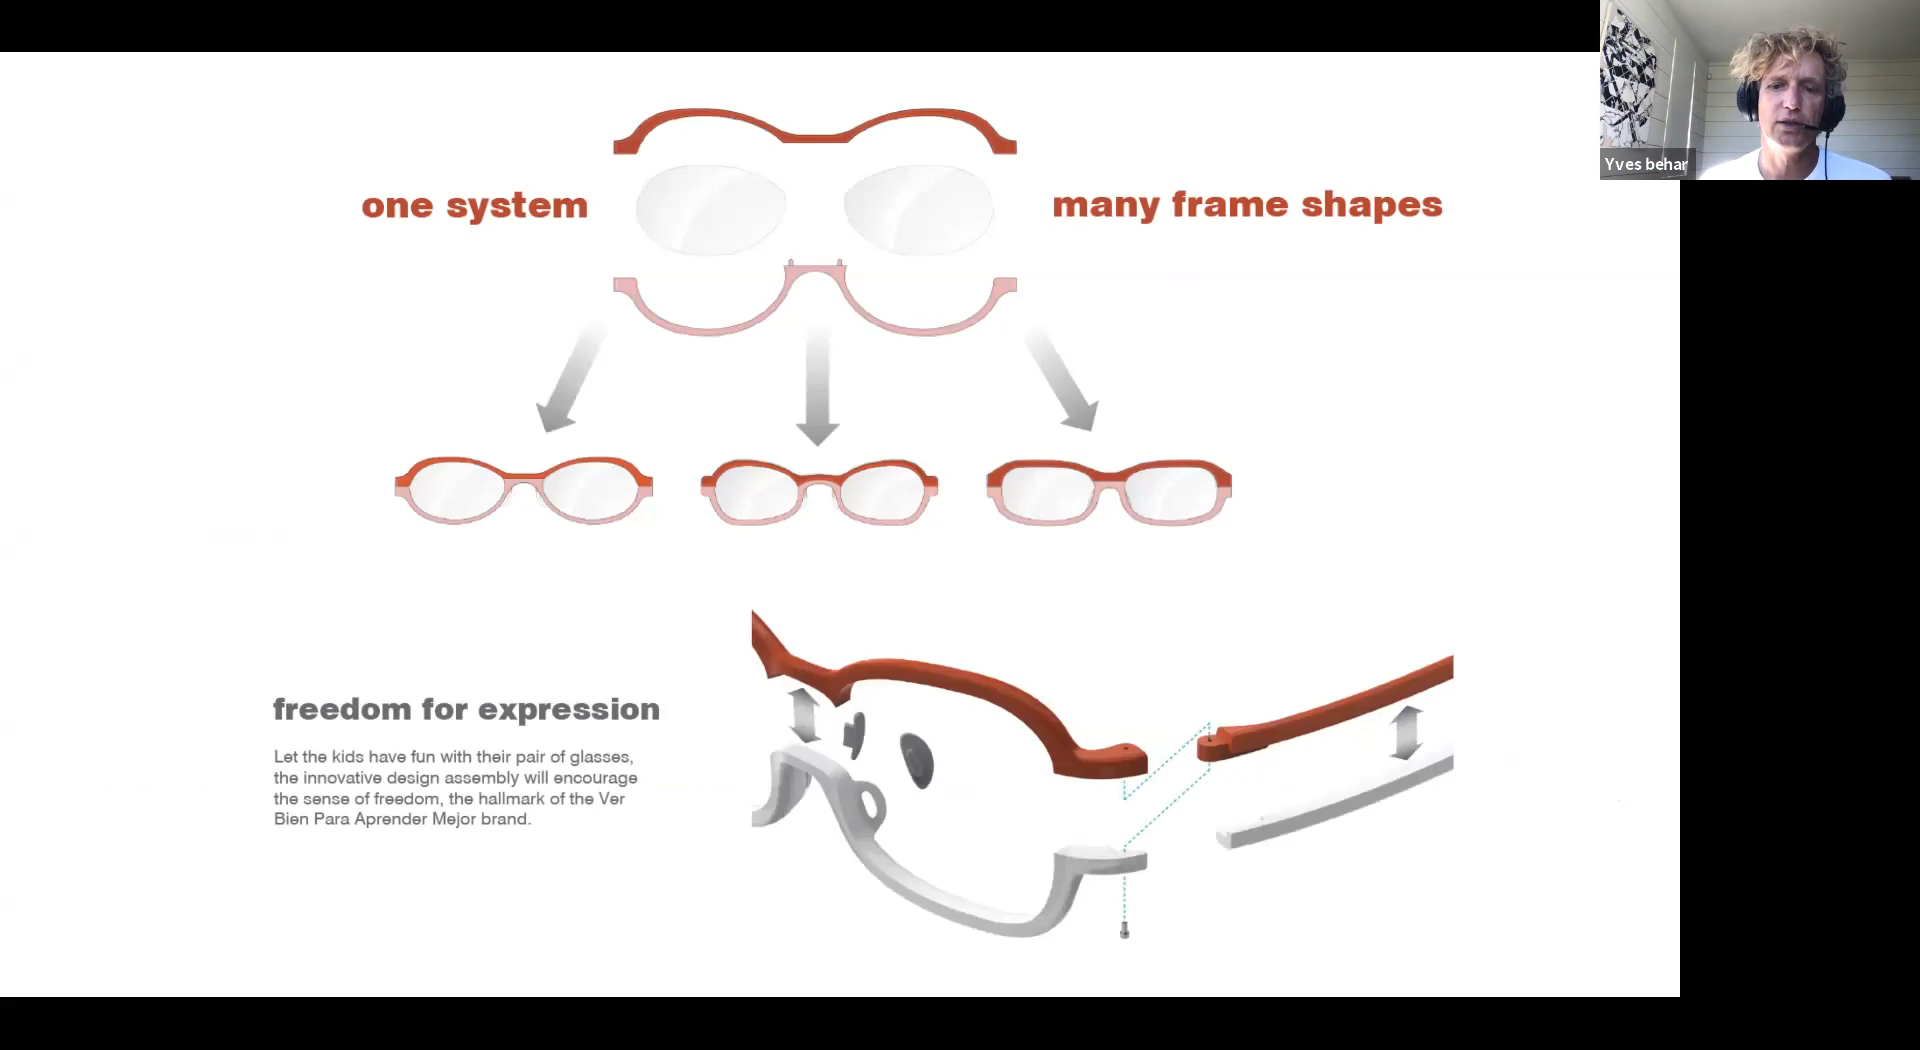 Yves behar
one system
many frame shapes
freedom for expression
Let the kids have fun with their pair of glasses,
the innovative design assembly will encourage
the sense of freedom, the hallmark of the Ver
Bien Para Aprender Mejor brand.